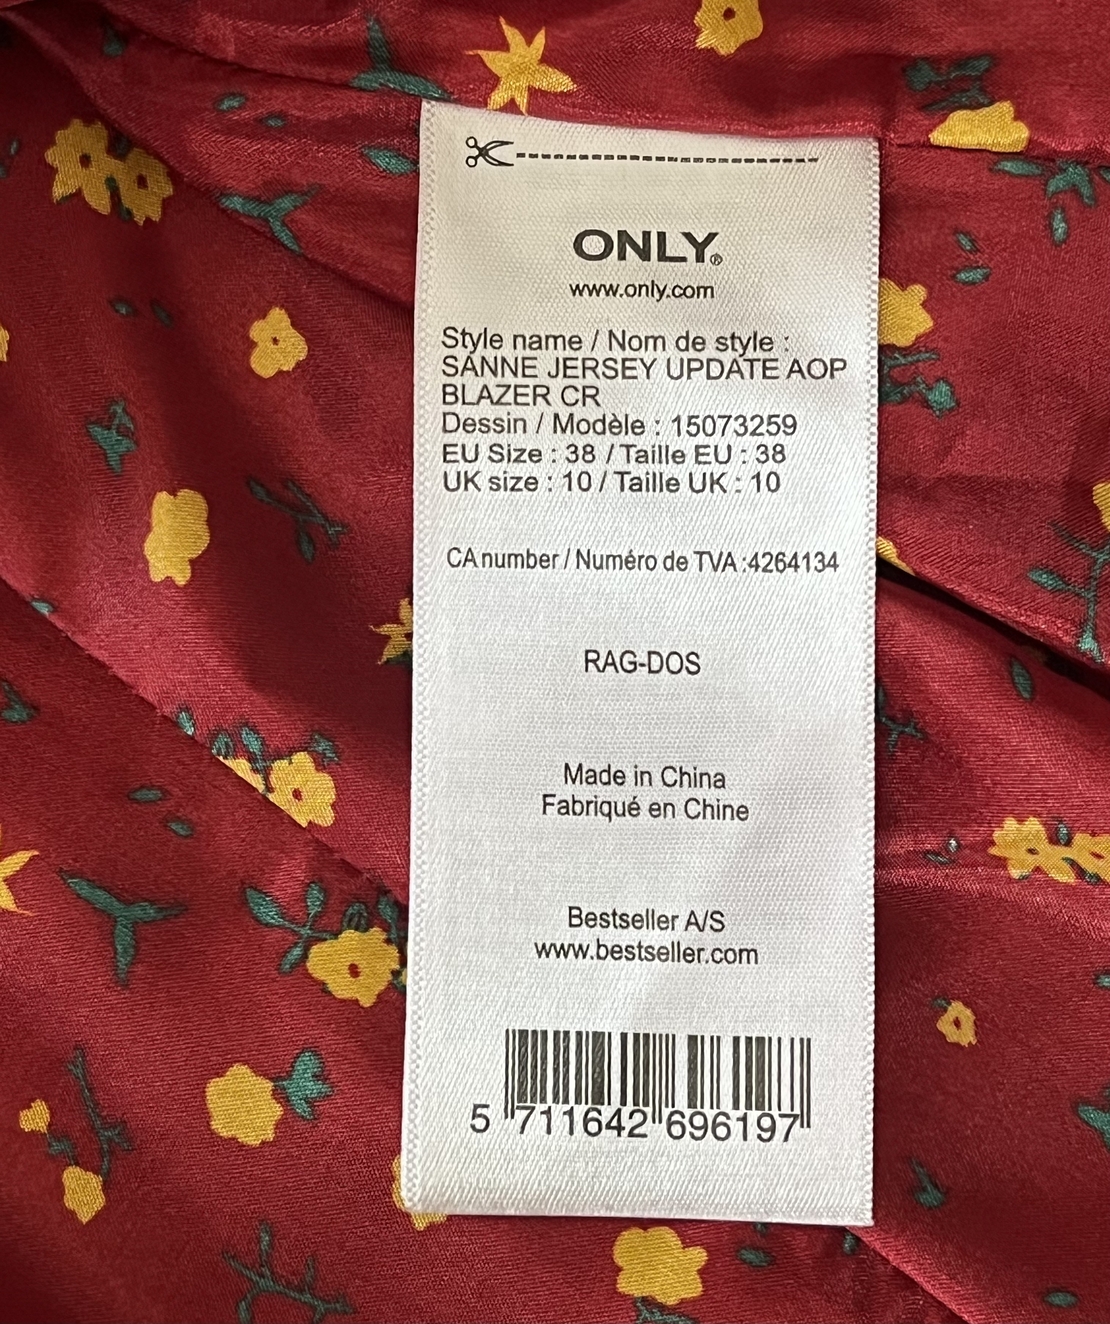 ONLY®
www.only.com
Style name / Nom de style :
SANNE JERSEY UPDATE AOP
BLAZER CR
Dessin / Modèle : 15073259
EU Size : 38 / Taille EU : 38
UK size : 10 / Taille UK : 10
CA number / Numéro de TVA :4264134
RAG-DOS
Made in China
Fabriqué en Chine
Bestseller A/S
www.bestseller.com
5 711642 696197